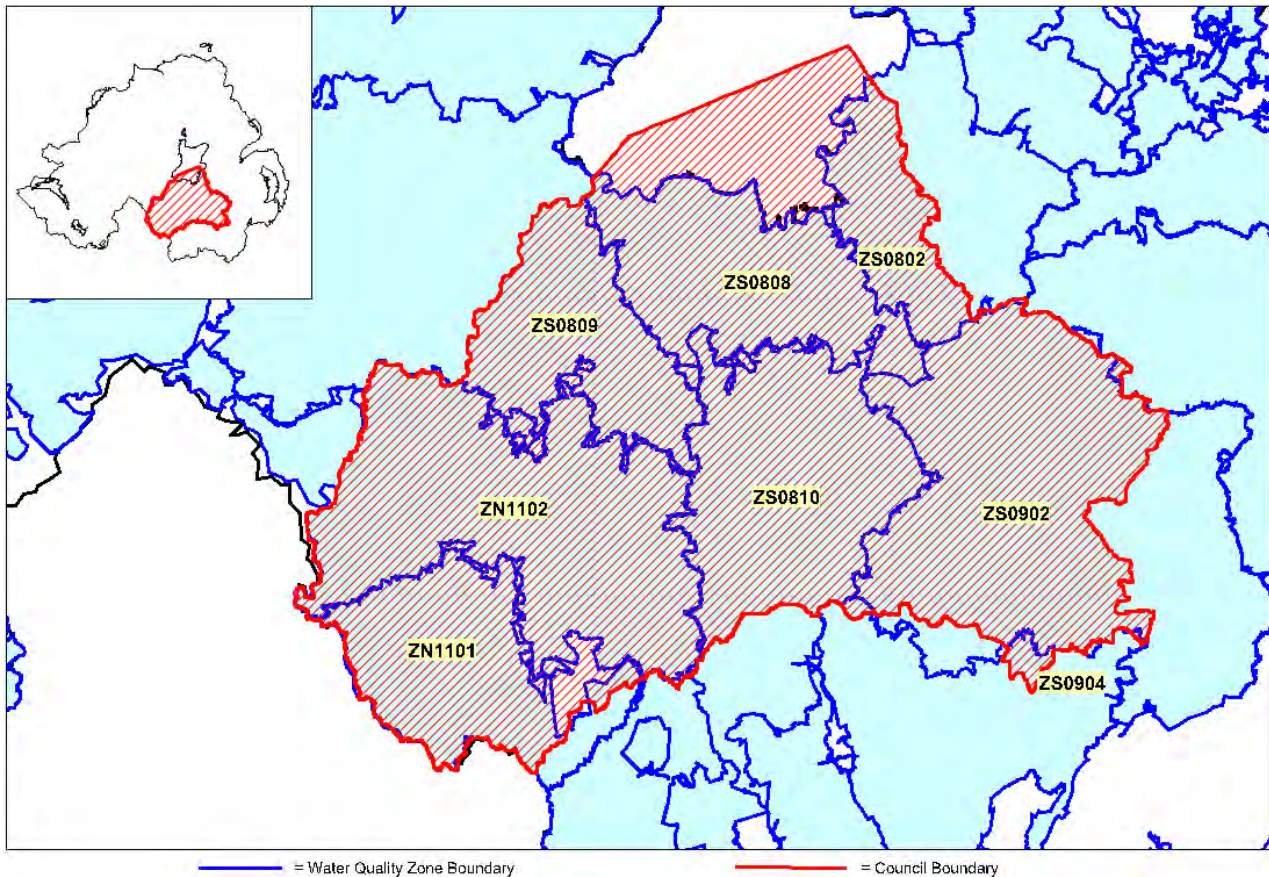 ZS0802
ZS0808
ZS0809
ZN1102
ZS0810
ZS0902
ZN1101
ZS0904
= Water Quality Zone Boundary
= Council Boundary